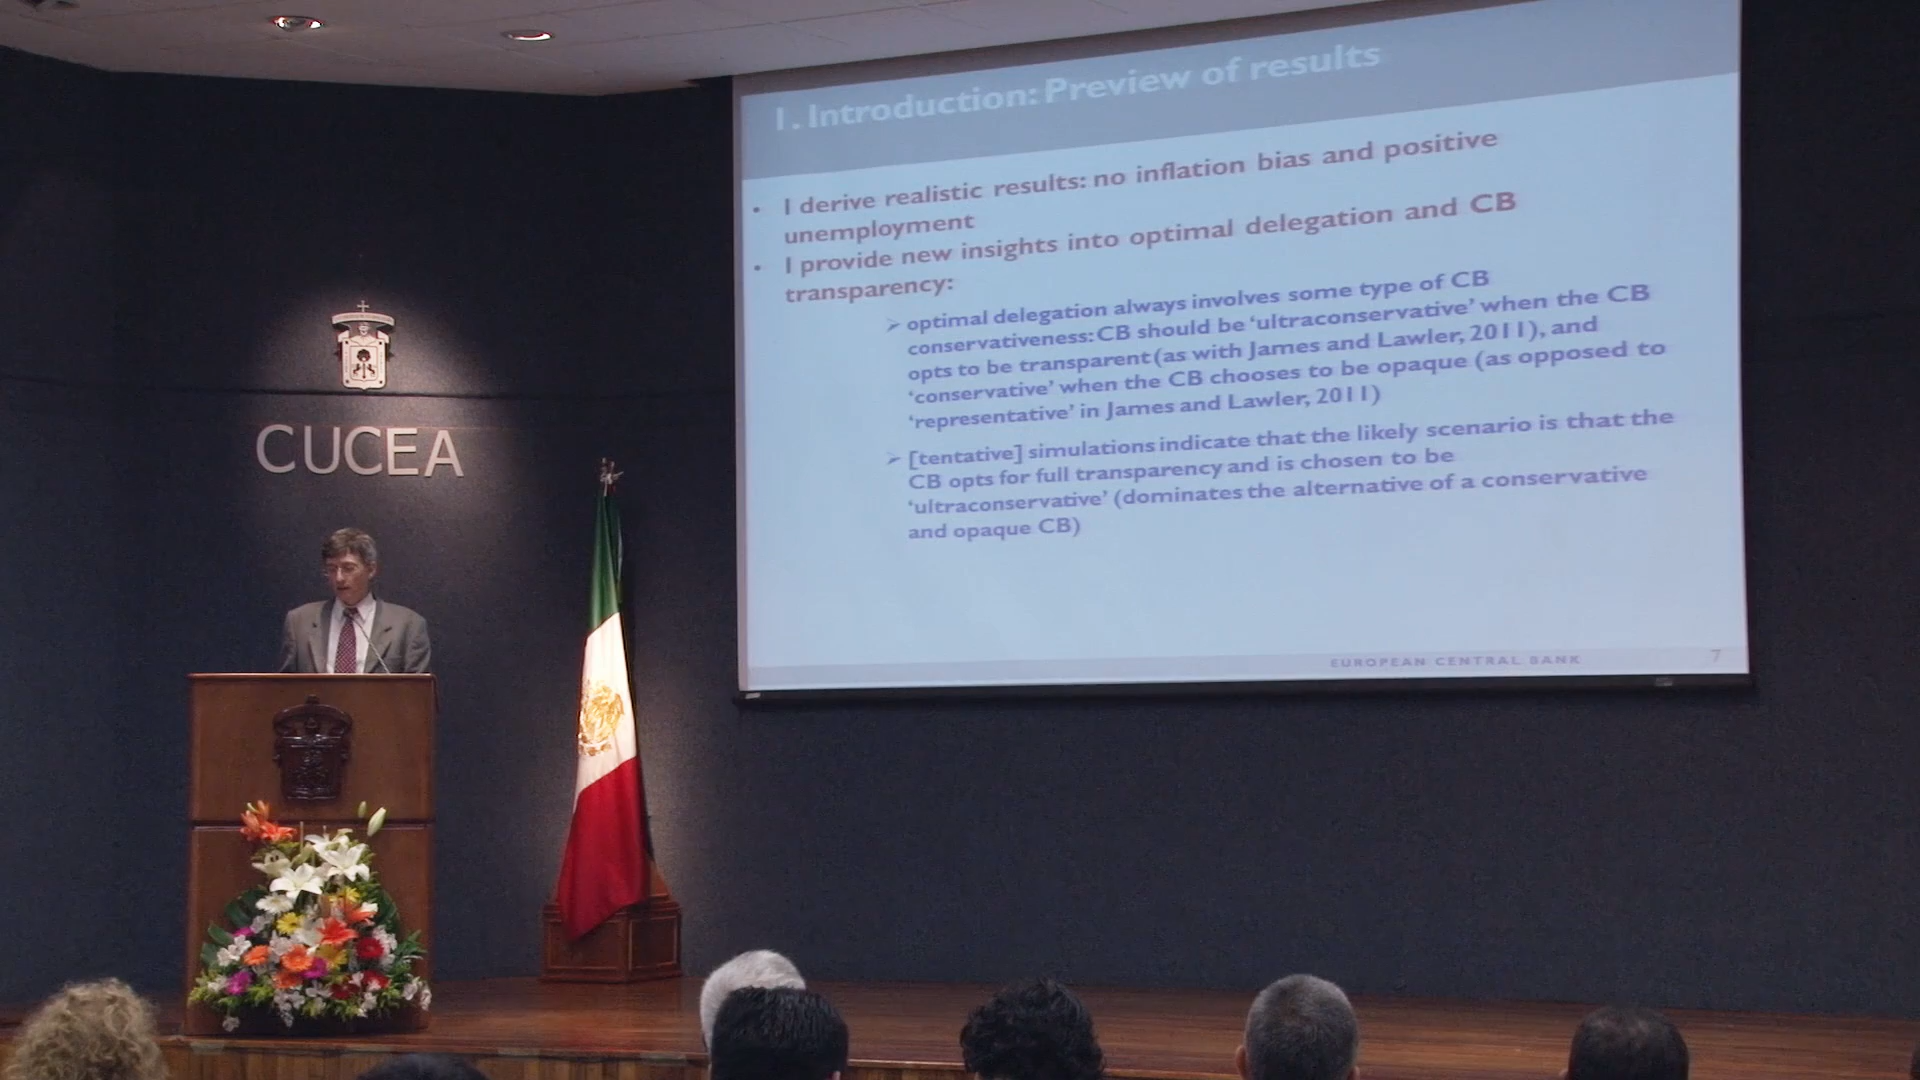 1. Introduction: Preview of results
• I derive realistic results: no inflation bias and positive
unemployment
• I provide new insights into optimal delegation and CB
transparency:
➢ optimal delegation always involves some type of CB
conservativeness: CB should be ‘ultraconservative’ when the CB
opts to be transparent (as with James and Lawler, 2011), and
‘conservative’ when the CB chooses to be opaque (as opposed to
‘representative’ in James and Lawler, 2011)
➢ [tentative] simulations indicate that the likely scenario is that the
CB opts for full transparency and is chosen to be
‘ultraconservative’ (dominates the alternative of a conservative
and opaque CB)
EUROPEAN CENTRAL BANK 7
CUCEA